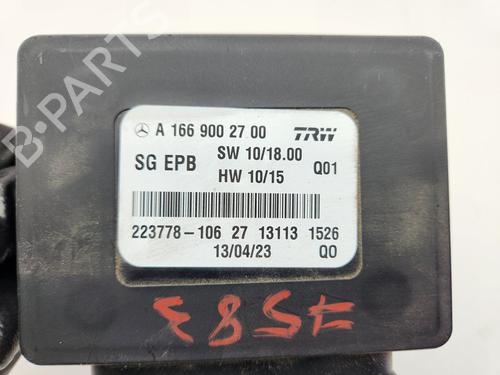 A 166 900 27 00 TRW
SG EPB SW 10/18.00 Q01
HW 10/15
223778-106 27 13113 1526
13/04/23 Q0
B-PARTS